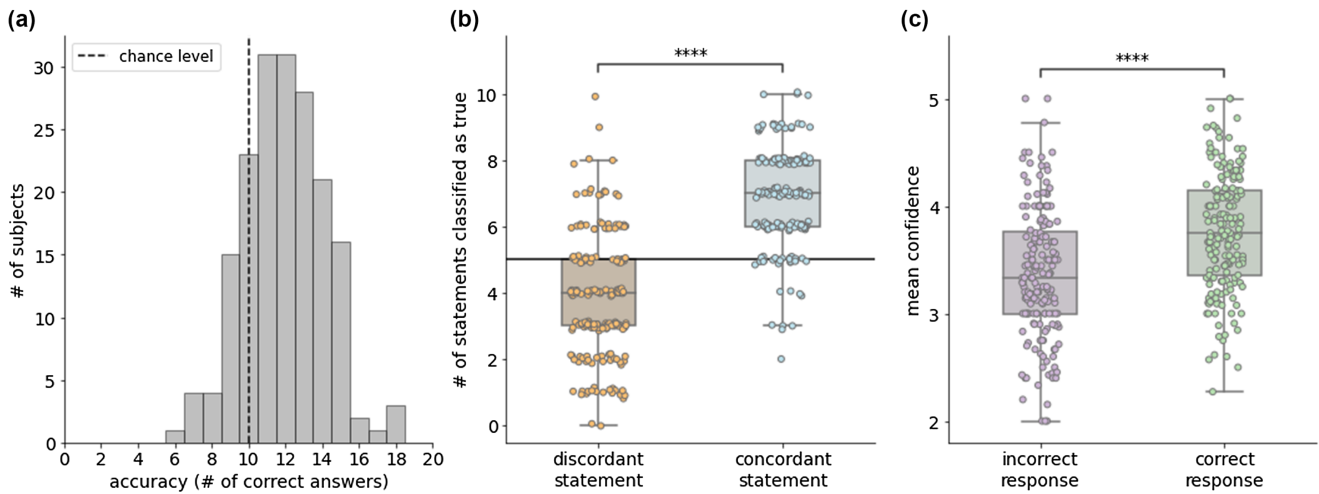 (a)
chance level
# of subjects
30
25
20
15
10
5
0
0 2 4 6 8 10 12 14 16 18 20
accuracy (# of correct answers)
(b)
****
# of statements classified as true
10
8
6
4
2
0
discordant
statement
concordant
statement
(c)
****
mean confidence
5
4
3
2
incorrect
response
correct
response